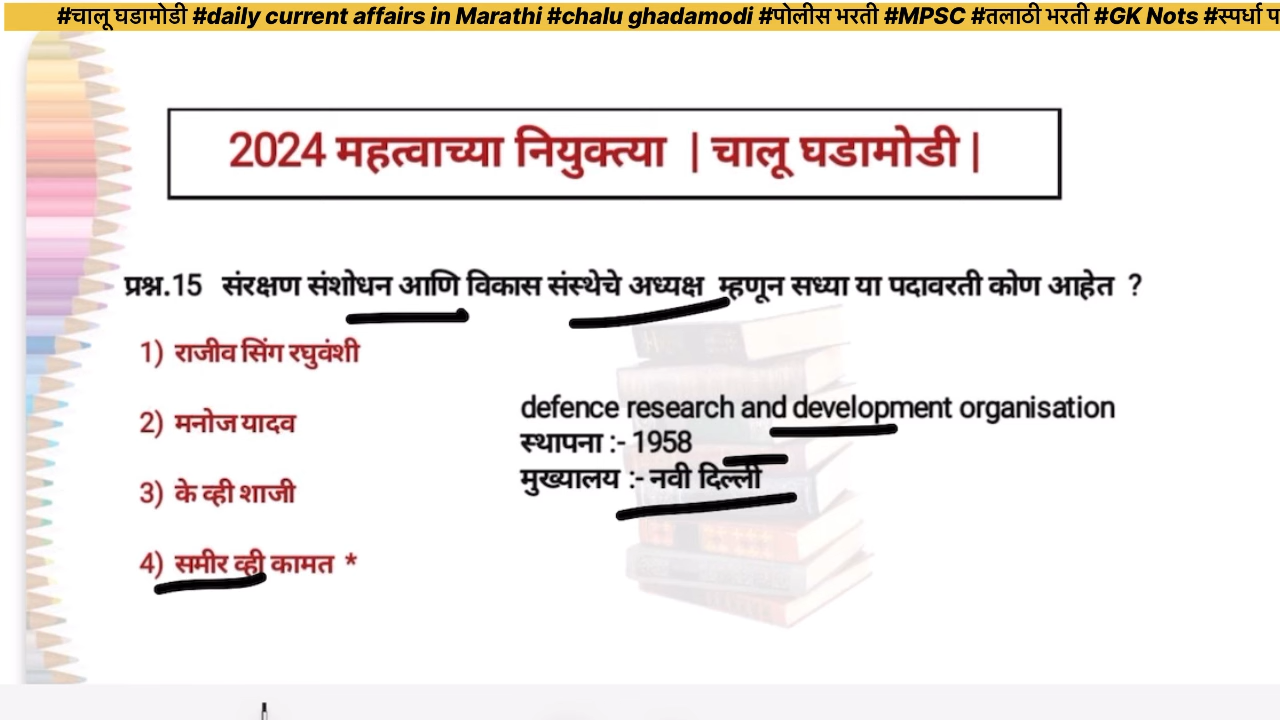 #चालू घडामोडी #daily current affairs in Marathi #chalu ghadamodi #पोलीस भरती #MPSC #तलाठी भरती #GK Nots #स्पर्धा
2024 महत्वाच्या नियुक्त्या | चालू घडामोडी |
प्रश्न.15 संरक्षण संशोधन आणि विकास संस्थेचे अध्यक्ष म्हणून सध्या या पदावरती कोण आहेत ?
1) राजीव सिंग रघुवंशी
2) मनोज यादव
3) के व्ही शाजी
4) समीर व्ही कामत *
defence research and development organisation
स्थापना :- 1958
मुख्यालय :- नवी दिल्ली